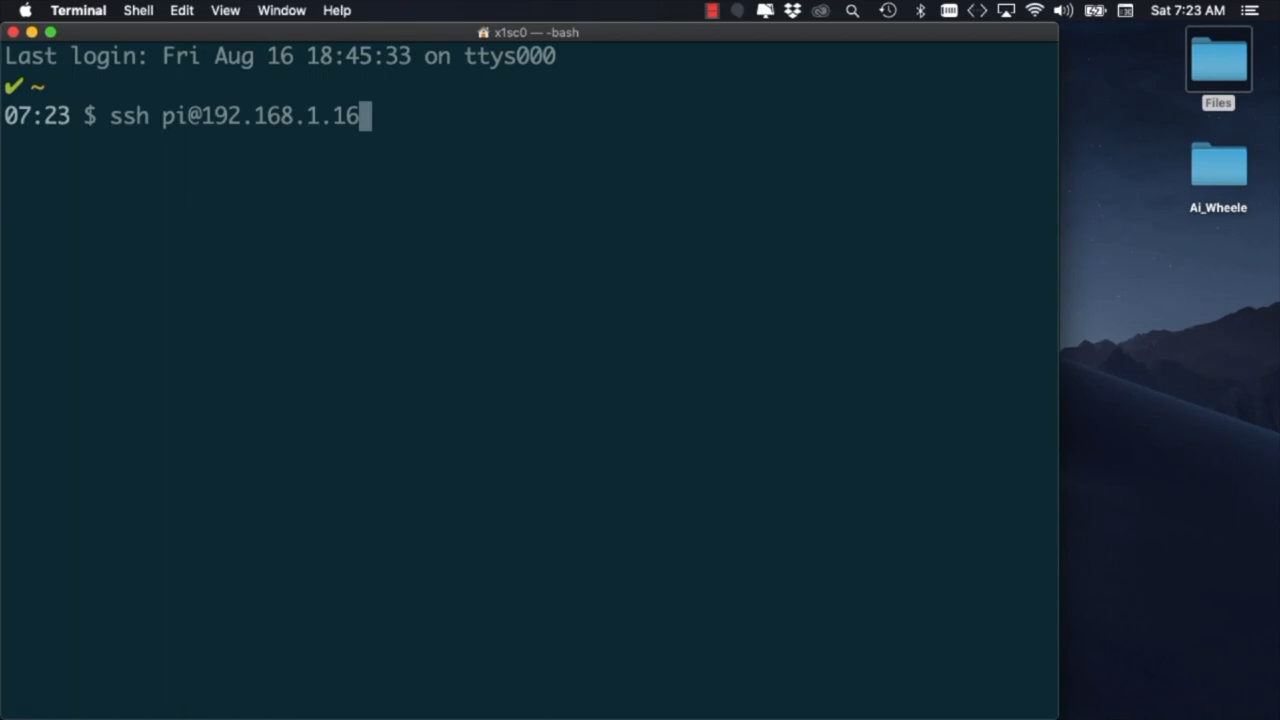 Terminal Shell Edit View Window Help Sat 7:23 AM
x1sc0 — -bash
Last login: Fri Aug 16 18:45:33 on ttys000
✔ ~
07:23 $ ssh pi@192.168.1.16
Files
Ai_Wheele